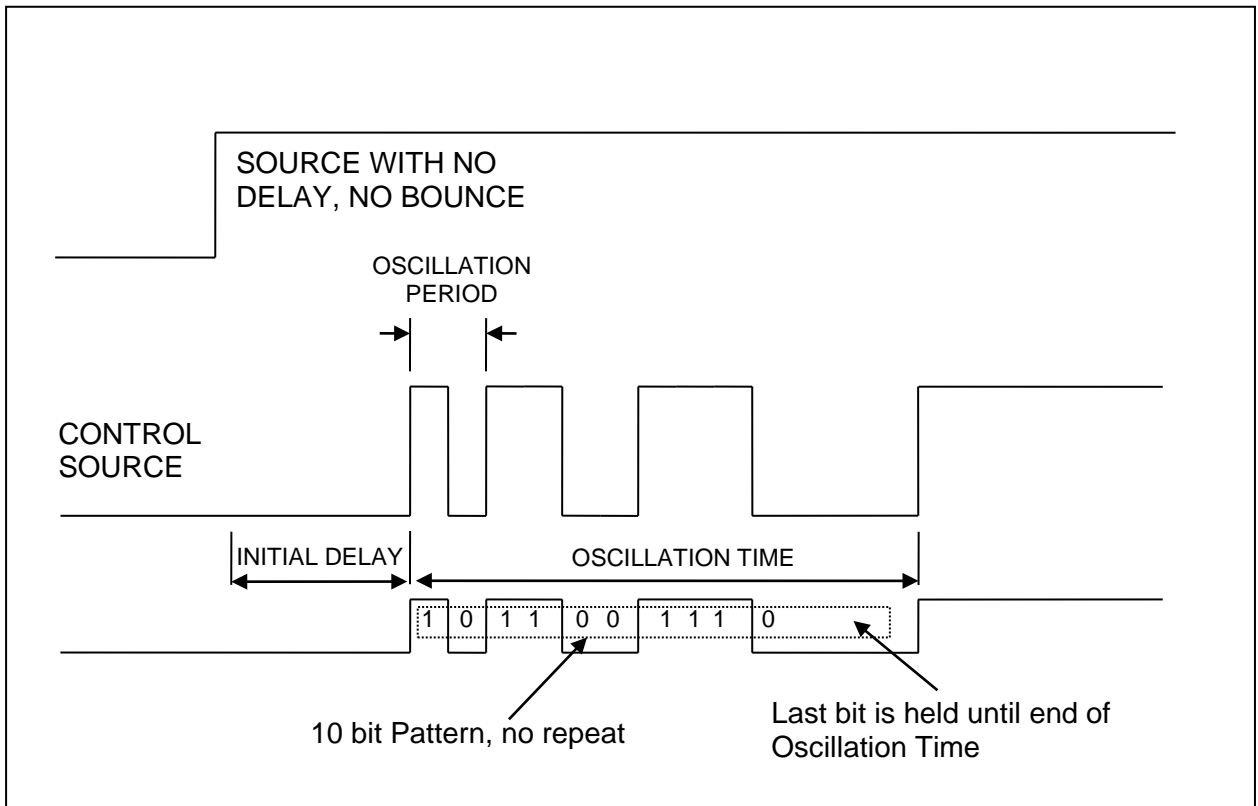 SOURCE WITH NO
DELAY, NO BOUNCE
OSCILLATION
PERIOD
CONTROL
SOURCE
INITIAL DELAY
OSCILLATION TIME
1 0 1 1 0 0 1 1 1 0
10 bit Pattern, no repeat
Last bit is held until end of
Oscillation Time